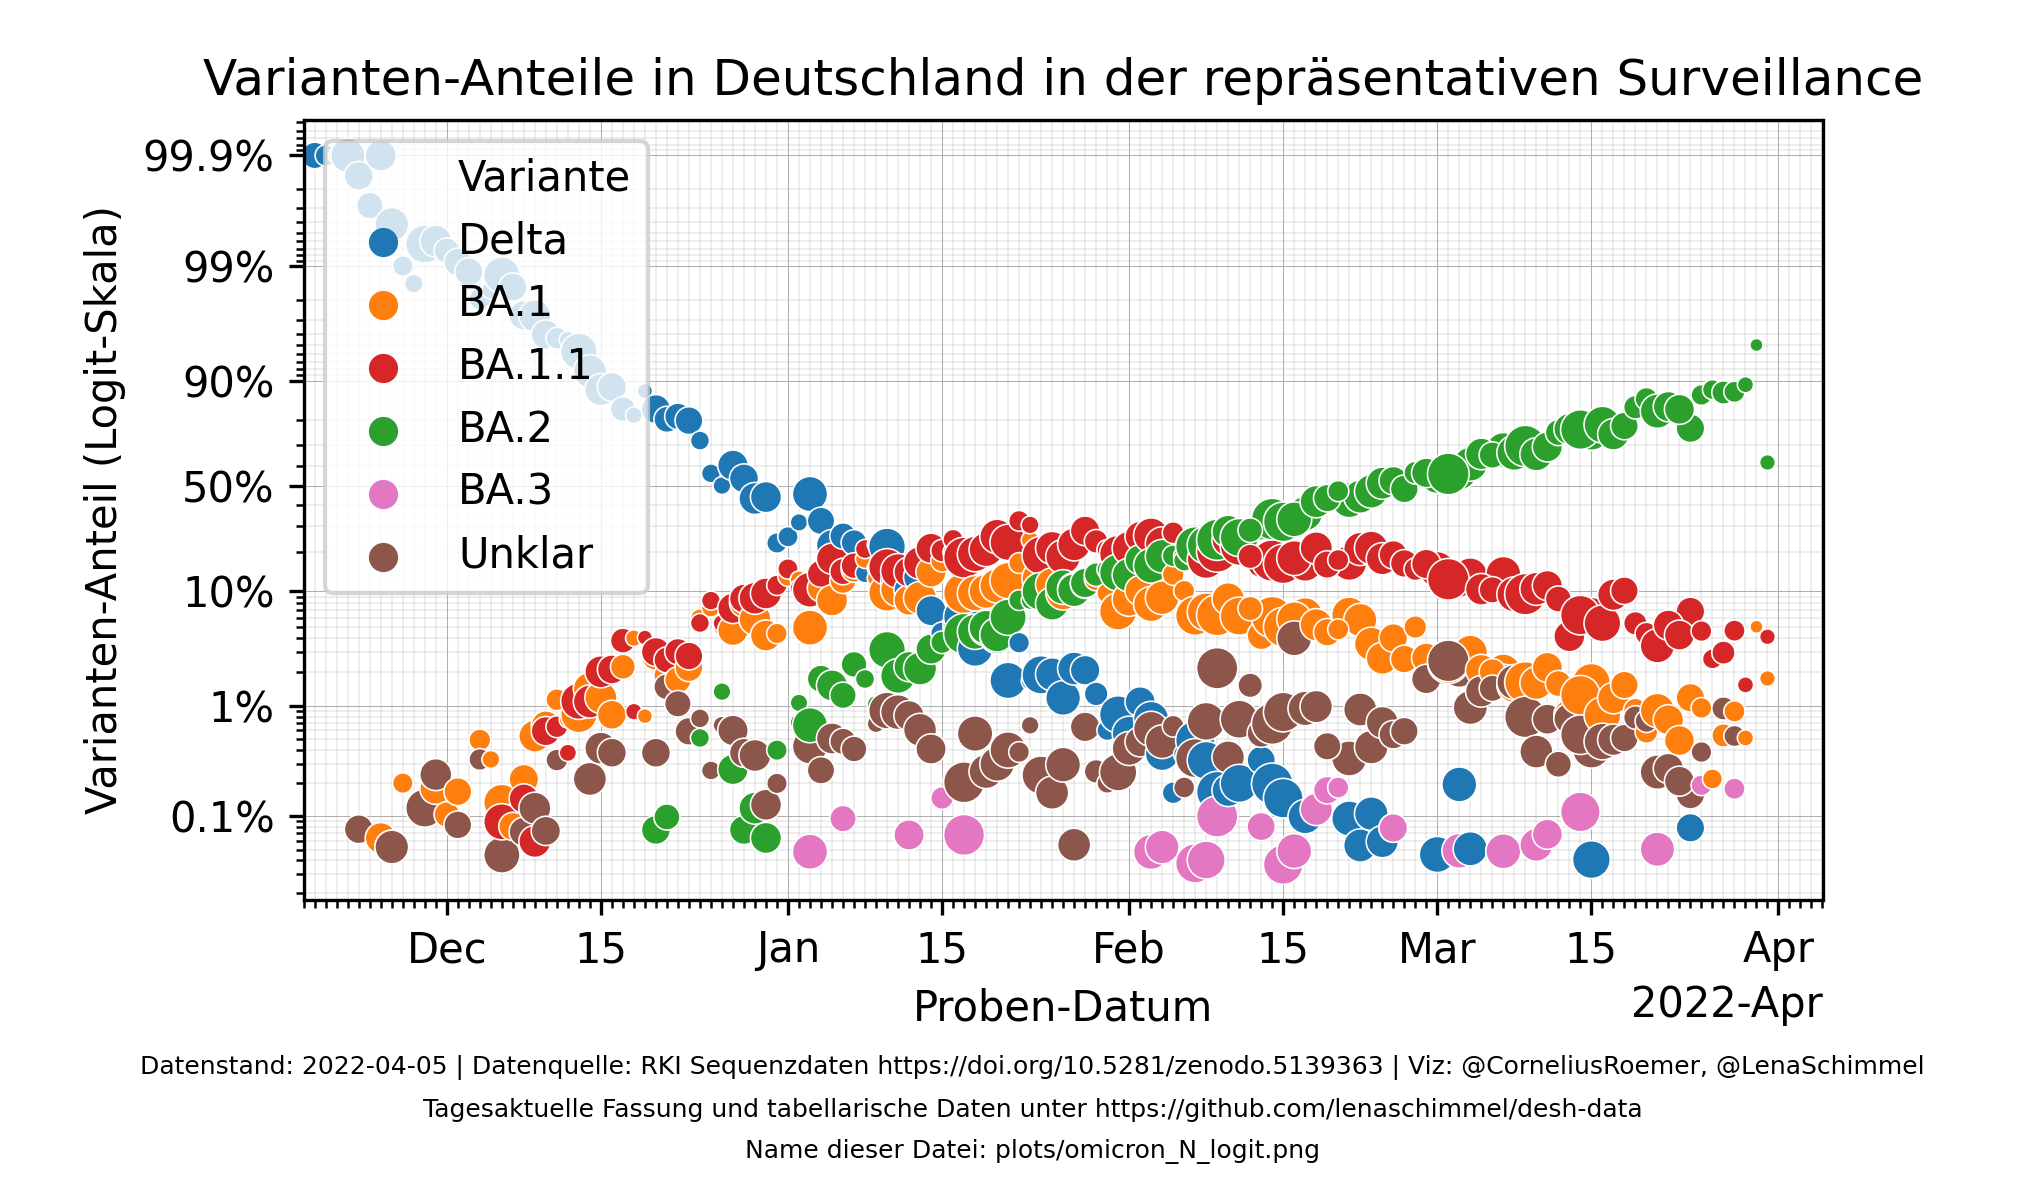 Varianten-Anteile in Deutschland in der repräsentativen Surveillance
Varianten-Anteil (Logit-Skala)
99.9%
99%
90%
50%
10%
1%
0.1%
Variante
Delta
BA.1
BA.1.1
BA.2
BA.3
Unklar
Dec 15 Jan 15 Feb 15 Mar 15 Apr
Proben-Datum
2022-Apr
Datenstand: 2022-04-05 | Datenquelle: RKI Sequenzdaten https://doi.org/10.5281/zenodo.5139363 | Viz: @CorneliusRoemer, @LenaSchimmel
Tagesaktuelle Fassung und tabellarische Daten unter https://github.com/lenaschimmel/desh-data
Name dieser Datei: plots/omicron_N_logit.png